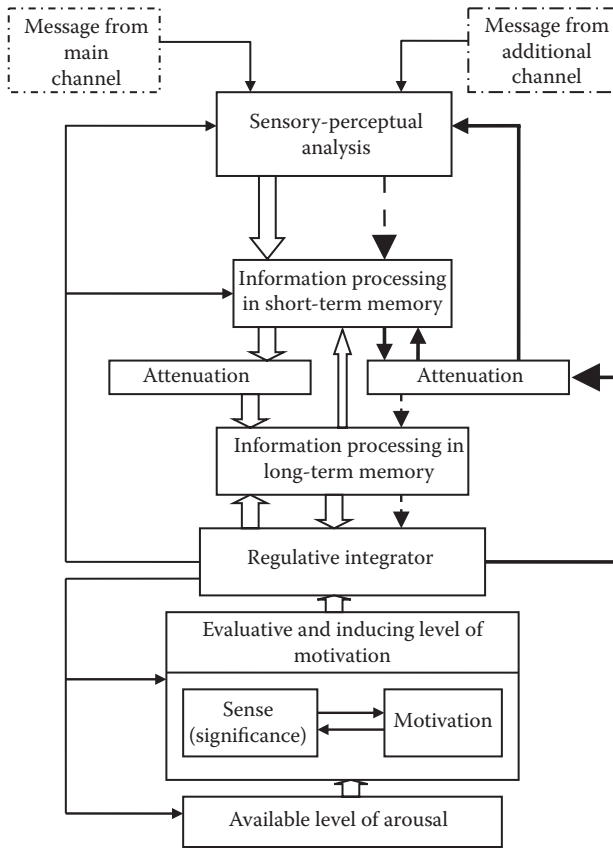 Message from
main
channel
Message from
additional
channel
Sensory-perceptual
analysis
Information processing
in short-term memory
Attenuation
Attenuation
Information processing in
long-term memory
Regulative integrator
Evaluative and inducing level of
motivation
Sense
(significance)
Motivation
Available level of arousal